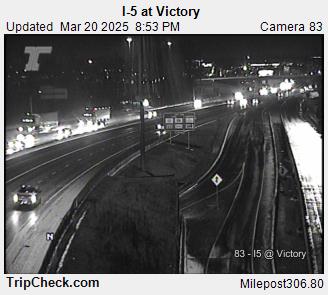 I-5 at Victory
Updated Mar 20 2025 8:53 PM Camera 83
T
N
83 - I5 @ Victory
TripCheck.com Milepost306.80